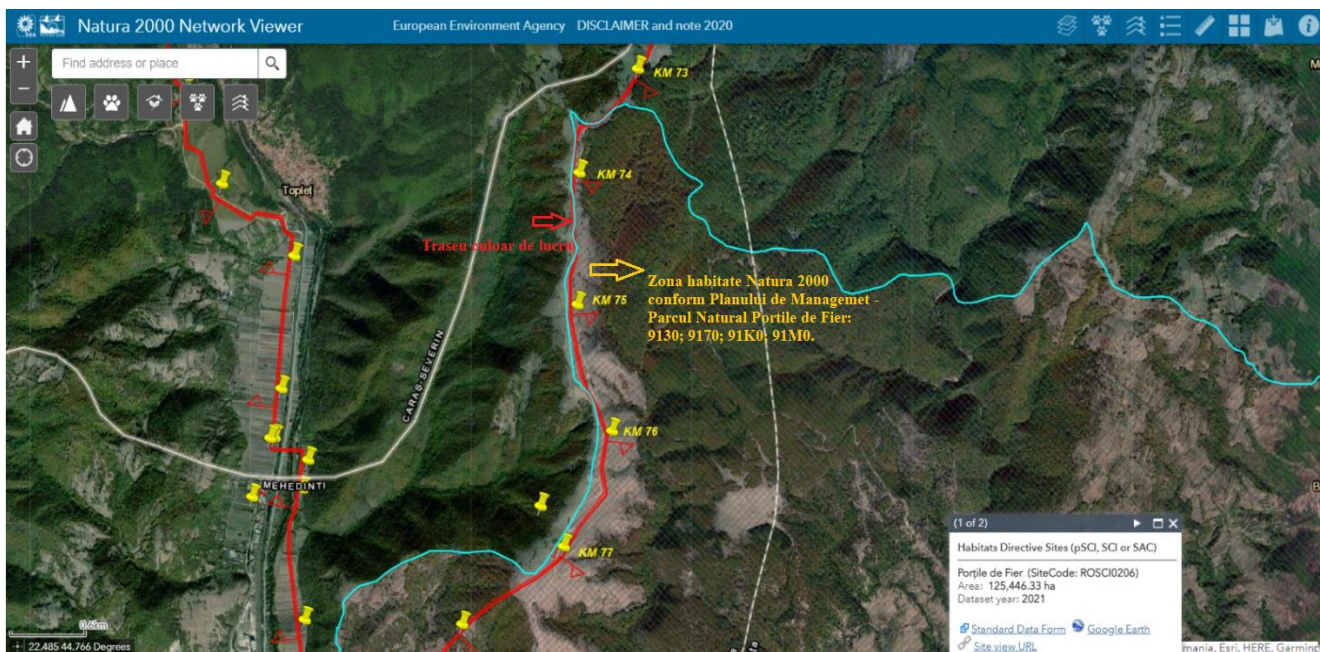 Natura 2000 Network Viewer
European Environment Agency DISCLAIMER and note 2020
Find address or place
KM 73
Topleț
KM 74
Traseu culoar de lucru
Zona habitate Natura 2000
conform Planului de Managemet -
Parcul Natural Portile de Fier:
9130; 9170; 91K0; 91M0.
KM 75
CARAS-SEVERIN
KM 76
MEHEDINTI
KM 77
(1 of 2)
Habitats Directive Sites (pSCI, SCI or SAC)
Porțile de Fier (SiteCode: ROSCI0206)
Area: 125,446.33 ha
Dataset year: 2021
Standard Data Form Google Earth
Site view URL
0.6km
22.485 44.766 Degrees
mania, Esri, HERE, Garmin